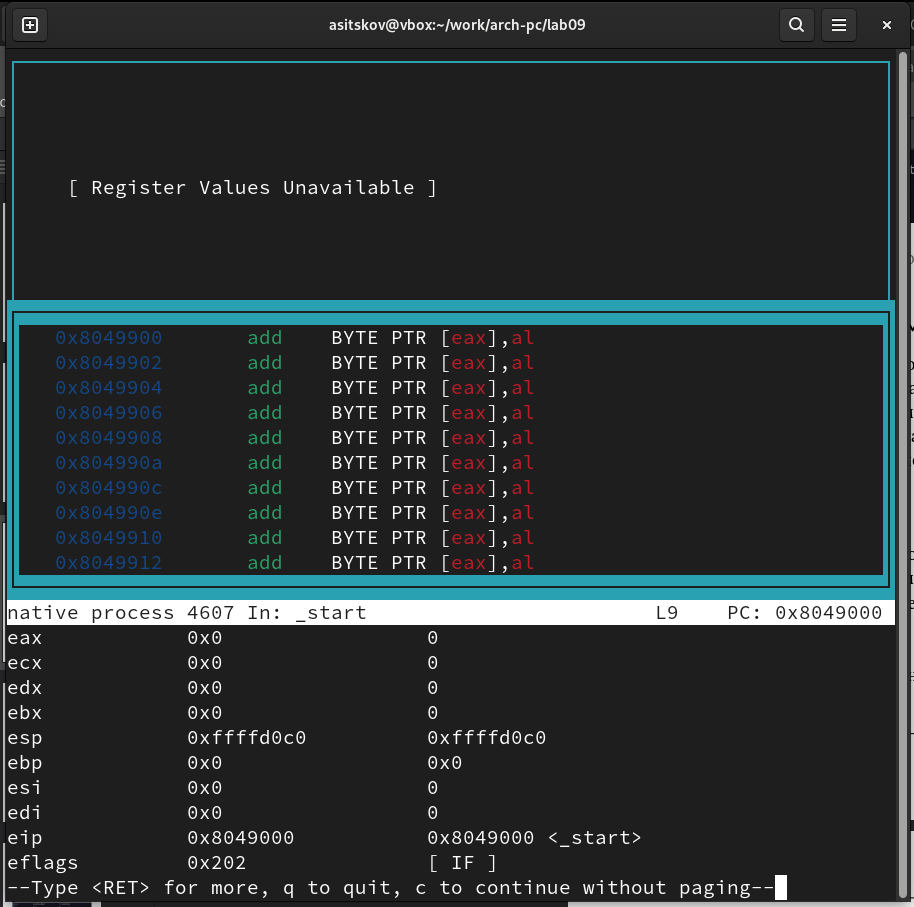 asitskov@vbox:~/work/arch-pc/lab09
[ Register Values Unavailable ]
0x8049900 add BYTE PTR [eax],al
0x8049902 add BYTE PTR [eax],al
0x8049904 add BYTE PTR [eax],al
0x8049906 add BYTE PTR [eax],al
0x8049908 add BYTE PTR [eax],al
0x804990a add BYTE PTR [eax],al
0x804990c add BYTE PTR [eax],al
0x804990e add BYTE PTR [eax],al
0x8049910 add BYTE PTR [eax],al
0x8049912 add BYTE PTR [eax],al
native process 4607 In: _start L9 PC: 0x8049000
eax 0x0 0
ecx 0x0 0
edx 0x0 0
ebx 0x0 0
esp 0xffffd0c0 0xffffd0c0
ebp 0x0 0x0
esi 0x0 0
edi 0x0 0
eip 0x8049000 0x8049000 <_start>
eflags 0x202 [ IF ]
--Type <RET> for more, q to quit, c to continue without paging--